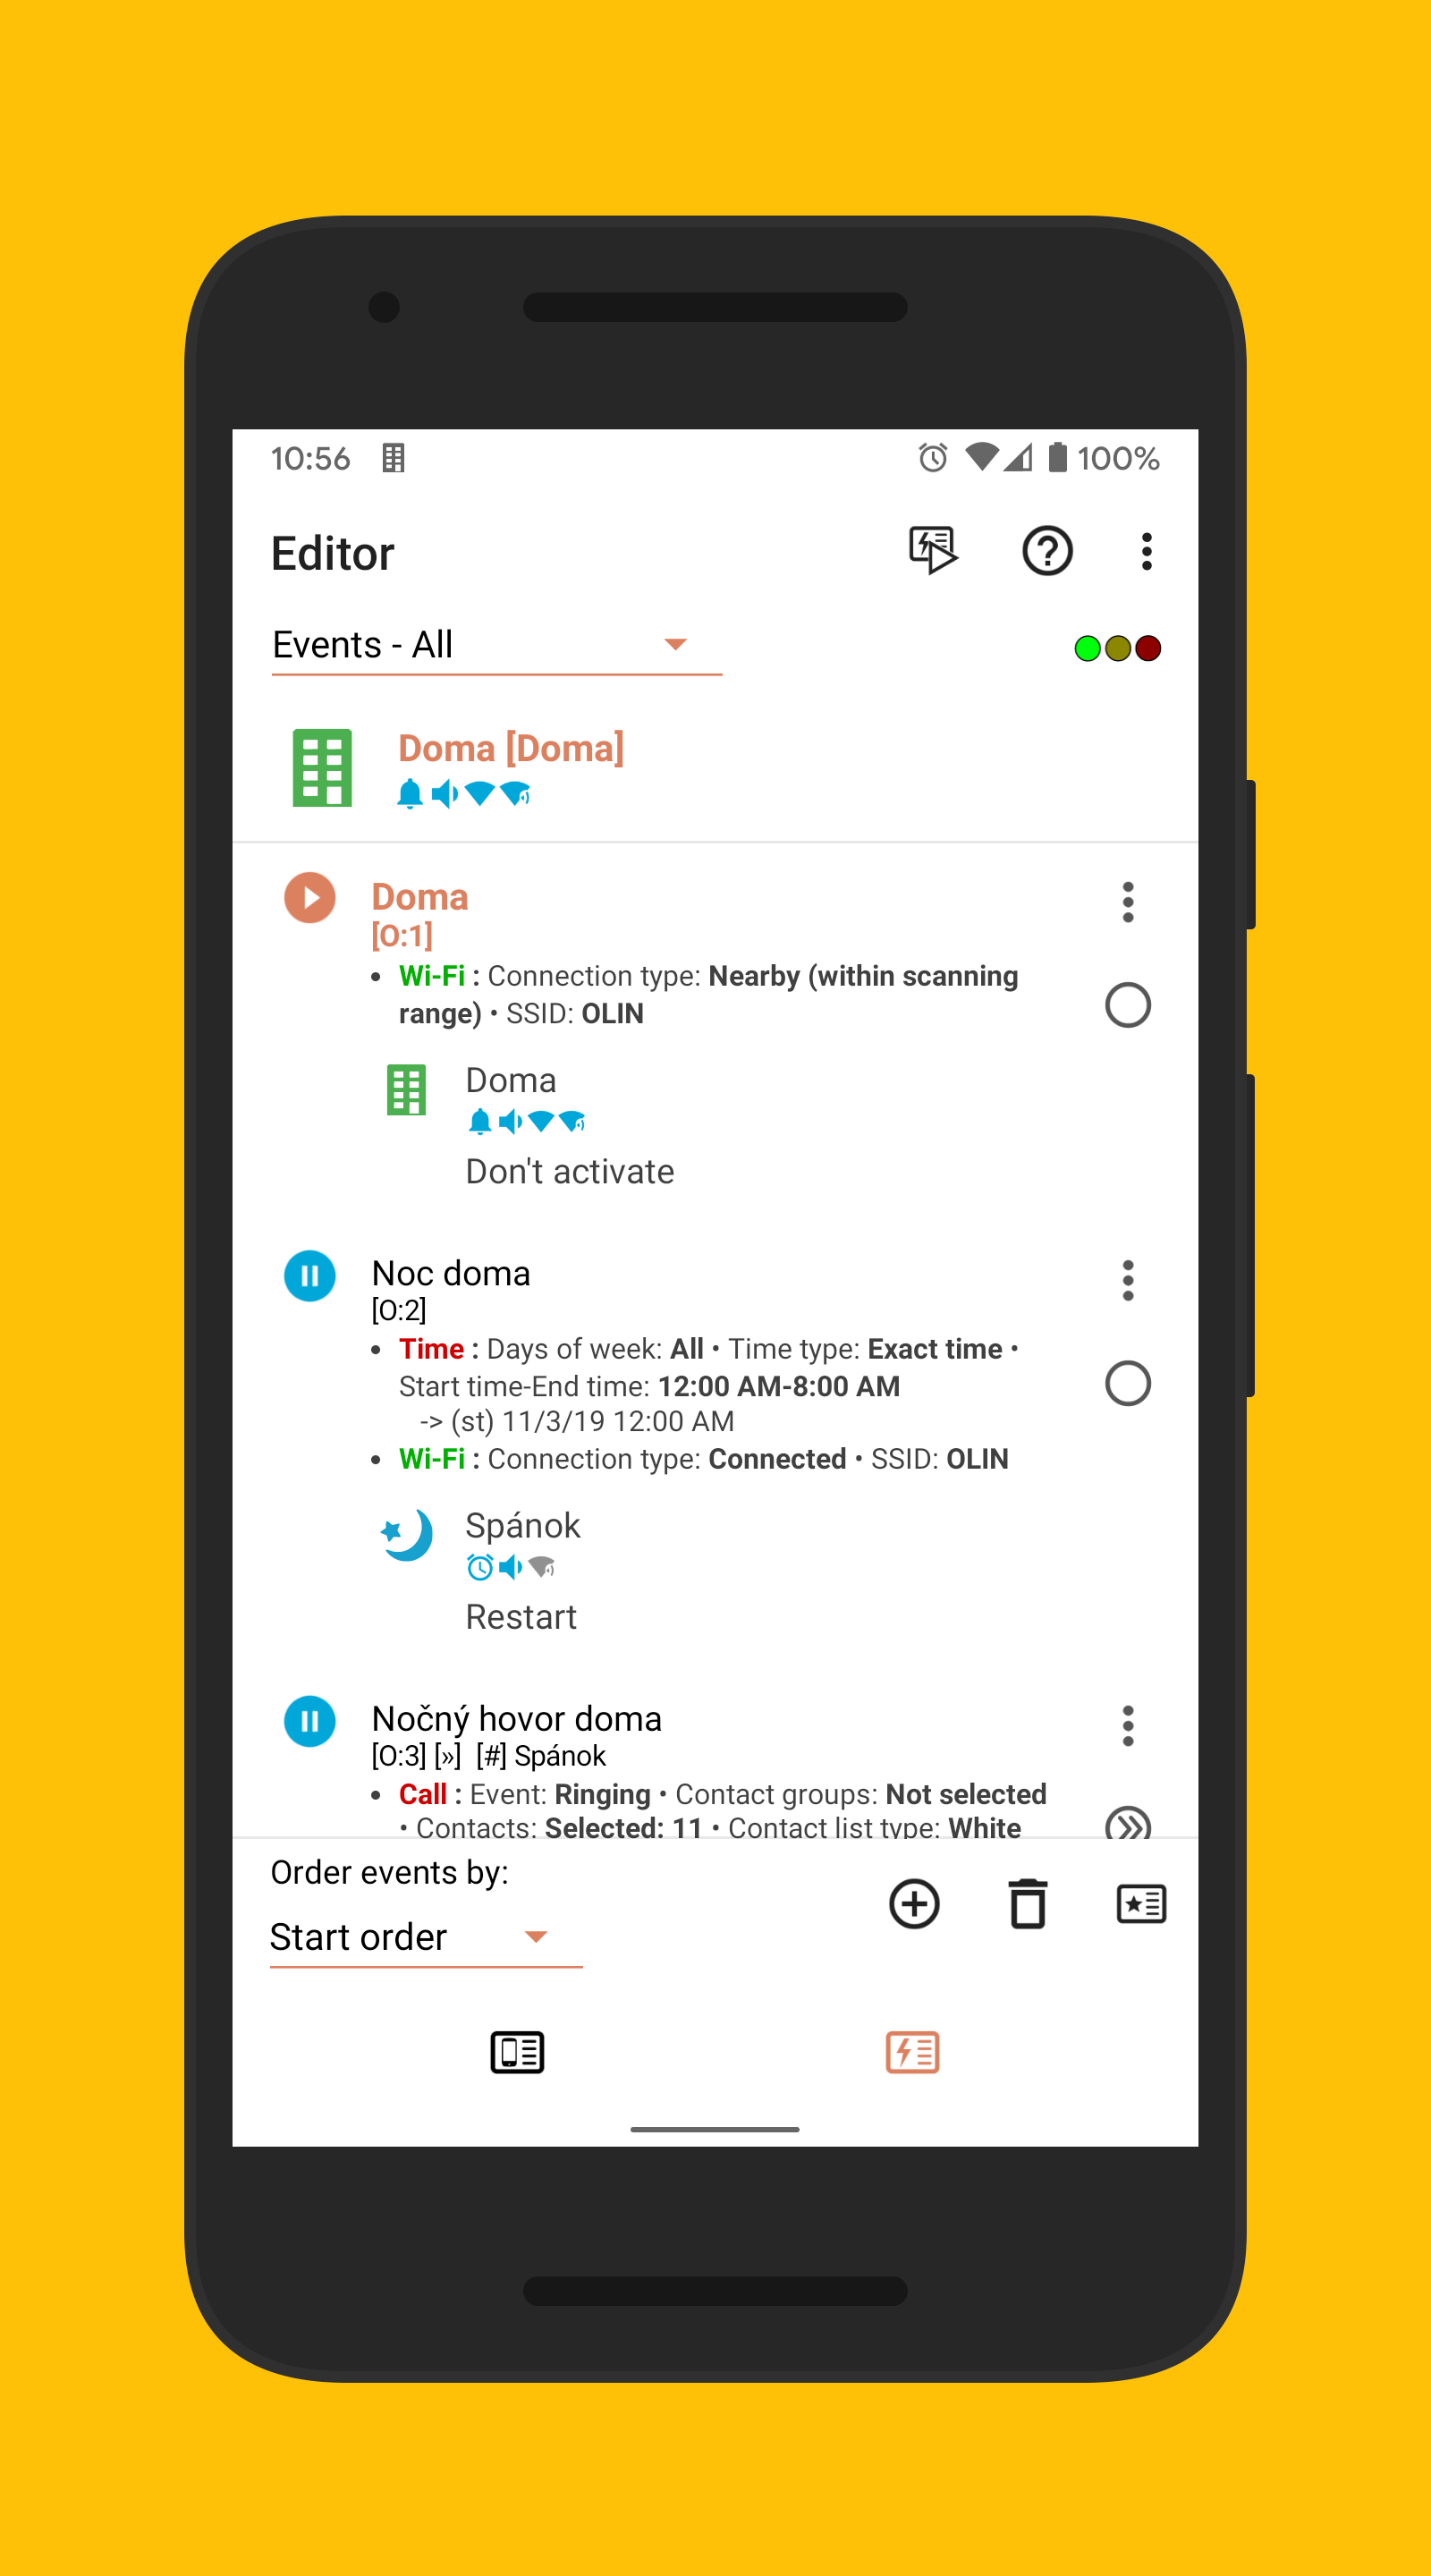 10:56
100%
Editor
Events - All
Doma [Doma]
Doma
[O:1]
• Wi-Fi : Connection type: Nearby (within scanning
range) • SSID: OLIN
Doma
Don't activate
Noc doma
[O:2]
• Time : Days of week: All • Time type: Exact time •
Start time-End time: 12:00 AM-8:00 AM
-> (st) 11/3/19 12:00 AM
• Wi-Fi : Connection type: Connected • SSID: OLIN
Spánok
Restart
Nočný hovor doma
[O:3] [»] [#] Spánok
• Call : Event: Ringing • Contact groups: Not selected
• Contacts: Selected: 11 • Contact list type: White
Order events by:
Start order